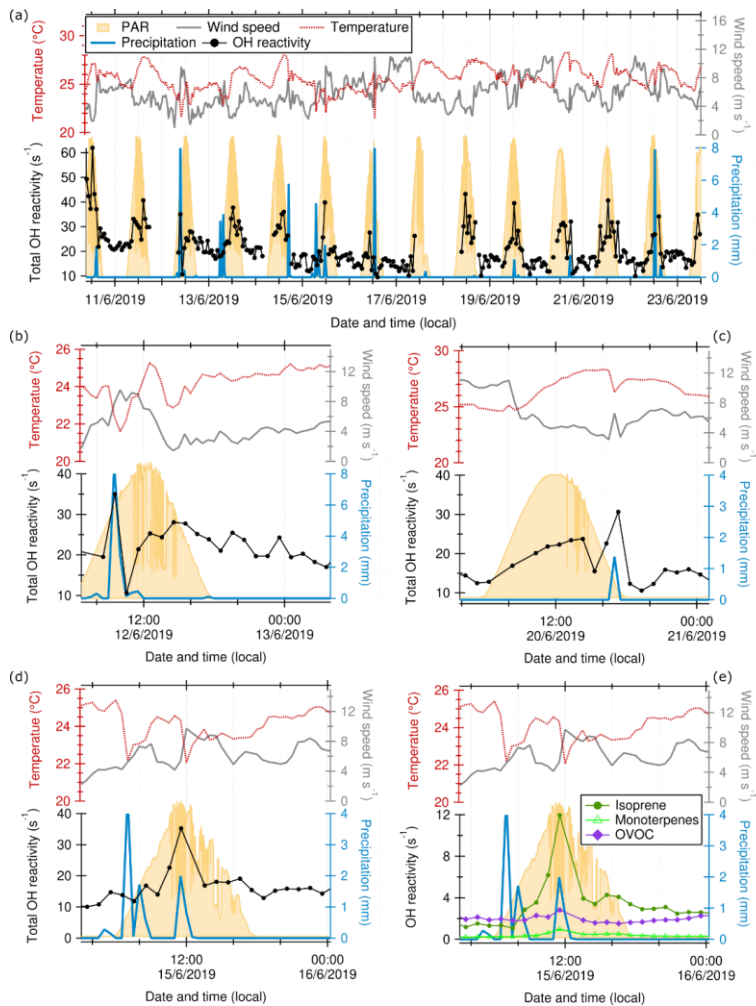 (a)
PAR Wind speed Temperature
Precipitation OH reactivity
Temperatue (°C)
30
25
20
Wind speed (m s⁻¹)
16
12
8
4
0
Total OH reactivity (s⁻¹)
60
50
40
30
20
10
Precipitation (mm)
8
6
4
2
0
11/6/2019 13/6/2019 15/6/2019 17/6/2019 19/6/2019 21/6/2019 23/6/2019
Date and time (local)
(b)
Temperature (°C)
26
24
22
20
Wind speed (m s⁻¹)
12
8
4
0
Total OH reactivity (s⁻¹)
40
30
20
10
Precipitation (mm)
8
6
4
2
0
12:00 00:00
12/6/2019 13/6/2019
Date and time (local)
(c)
Temperature (°C)
30
25
20
Wind speed (m s⁻¹)
12
8
4
0
Total OH reactivity (s⁻¹)
40
30
20
10
Precipitation (mm)
4
3
2
1
0
12:00 00:00
20/6/2019 21/6/2019
Date and time (local)
(d)
Temperature (°C)
26
24
22
20
Wind speed (m s⁻¹)
12
8
4
0
Total OH reactivity (s⁻¹)
40
30
20
10
0
Precipitation (mm)
4
3
2
1
0
12:00 00:00
15/6/2019 16/6/2019
Date and time (local)
(e)
Temperature (°C)
26
24
22
20
Wind speed (m s⁻¹)
12
8
4
0
Isoprene
Monoterpenes
OVOC
OH reactivity (s⁻¹)
12
8
4
0
Precipitation (mm)
4
3
2
1
0
12:00 00:00
15/6/2019 16/6/2019
Date and time (local)